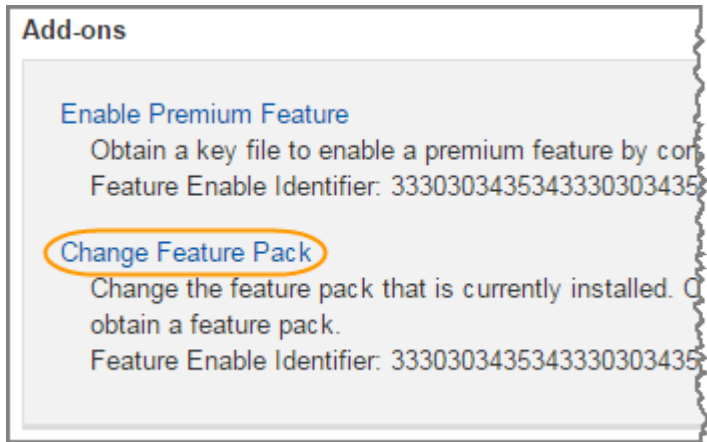 Add-ons
Enable Premium Feature
Obtain a key file to enable a premium feature by
Feature Enable Identifier: 3330303435343330303435
Change Feature Pack
Change the feature pack that is currently installed.
obtain a feature pack.
Feature Enable Identifier: 3330303435343330303435